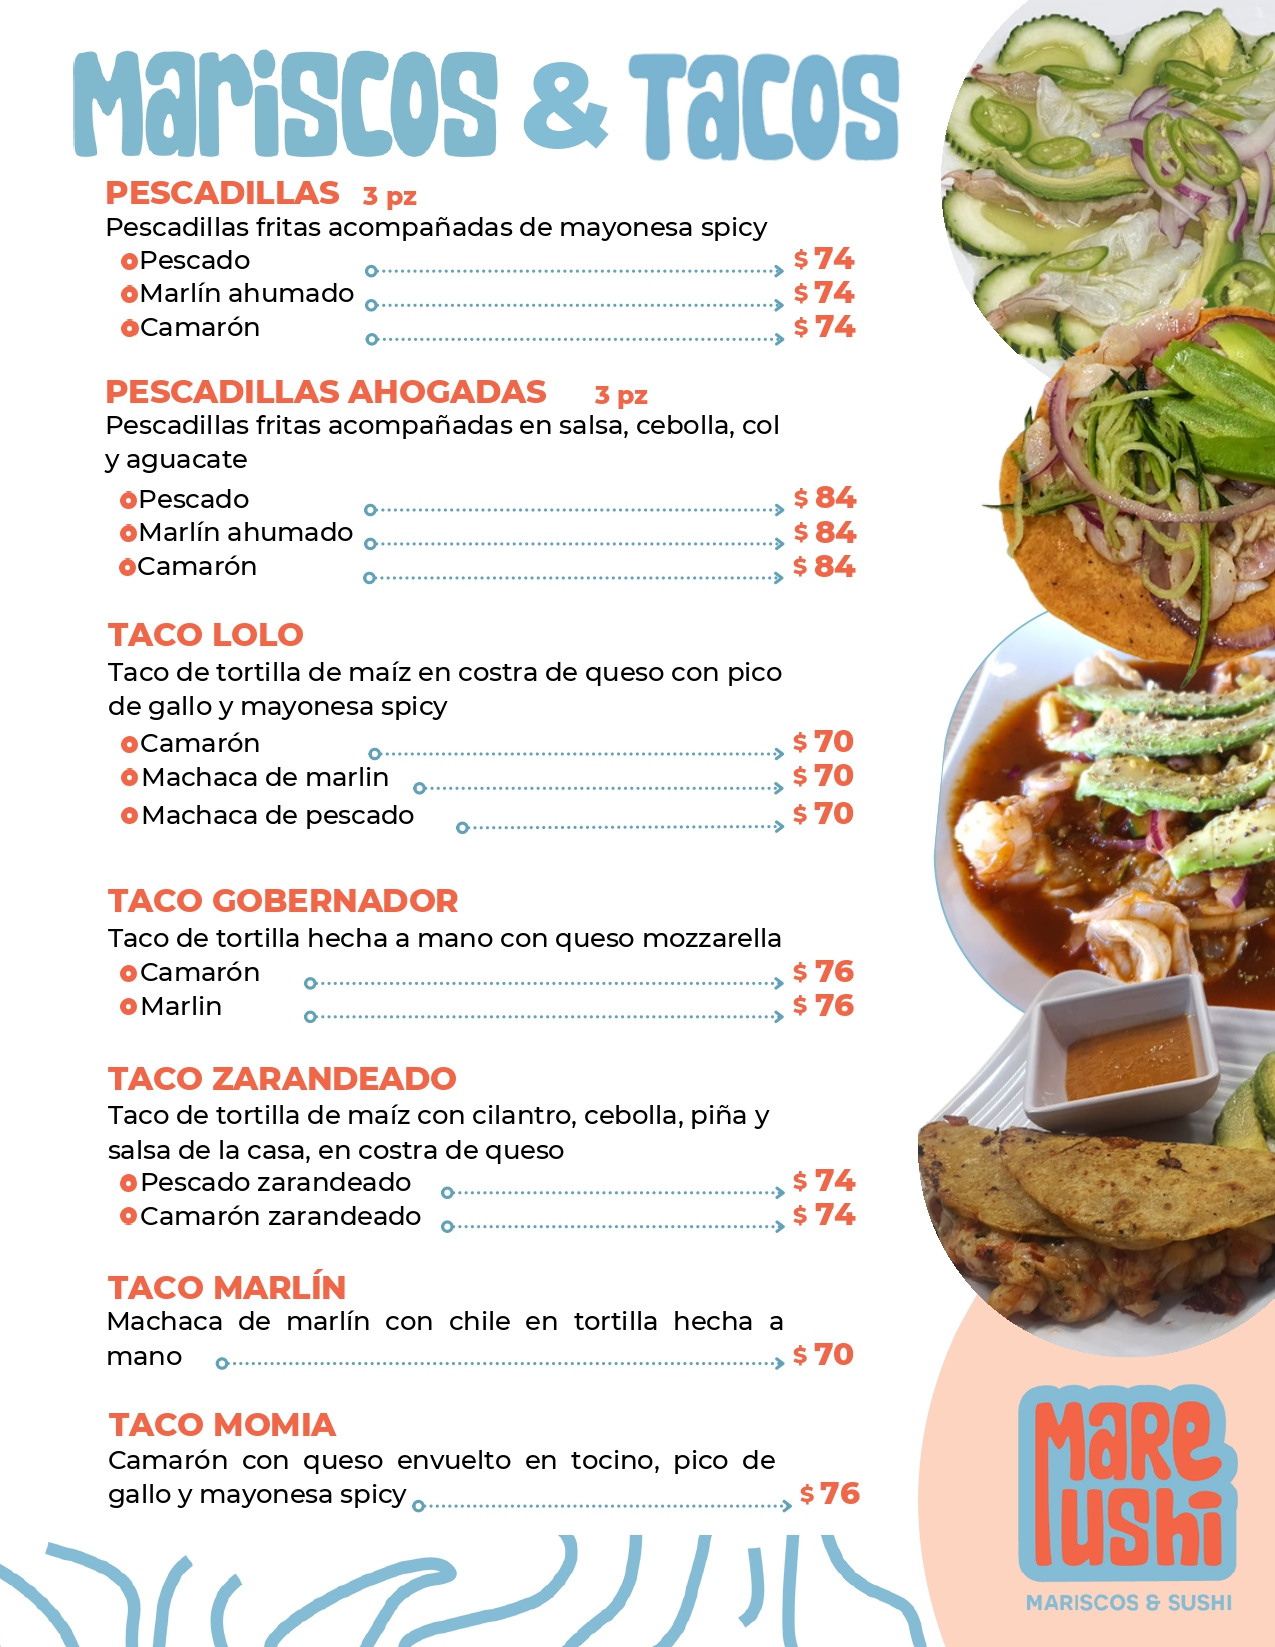 Mariscos & Tacos
PESCADILLAS 3 pz
Pescadillas fritas acompañadas de mayonesa spicy
Pescado $ 74
Marlín ahumado $ 74
Camarón $ 74
PESCADILLAS AHOGADAS 3 pz
Pescadillas fritas acompañadas en salsa, cebolla, col
y aguacate
Pescado $ 84
Marlín ahumado $ 84
Camarón $ 84
TACO LOLO
Taco de tortilla de maíz en costra de queso con pico
de gallo y mayonesa spicy
Camarón $ 70
Machaca de marlin $ 70
Machaca de pescado $ 70
TACO GOBERNADOR
Taco de tortilla hecha a mano con queso mozzarella
Camarón $ 76
Marlin $ 76
TACO ZARANDEADO
Taco de tortilla de maíz con cilantro, cebolla, piña y
salsa de la casa, en costra de queso
Pescado zarandeado $ 74
Camarón zarandeado $ 74
TACO MARLÍN
Machaca de marlín con chile en tortilla hecha a
mano $ 70
TACO MOMIA
Camarón con queso envuelto en tocino, pico de
gallo y mayonesa spicy $ 76
Mare
ushi
MARISCOS & SUSHI